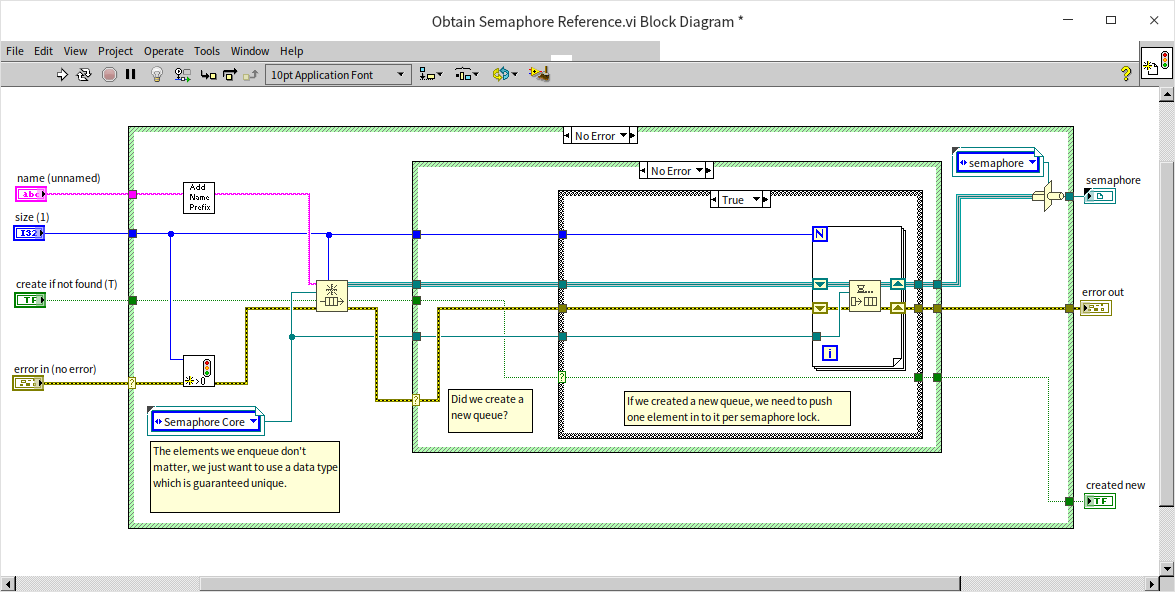 Obtain Semaphore Reference.vi Block Diagram *
File Edit View Project Operate Tools Window Help
10pt Application Font
?
No Error
name (unnamed)
abc
Add
Name
Prefix
No Error
semaphore
semaphore
size (1)
I32
True
N
create if not found (T)
TF
error out
i
>0
error in (no error)
?
?
?
Semaphore Core
Did we create a
new queue?
If we created a new queue, we need to push
one element in to it per semaphore lock.
The elements we enqueue don't
matter, we just want to use a data type
which is guaranteed unique.
created new
TF